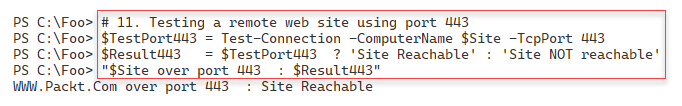 PS C:\Foo> # 11. Testing a remote web site using port 443
PS C:\Foo> $TestPort443 = Test-Connection -ComputerName $Site -TcpPort 443
PS C:\Foo> $Result443   = $TestPort443  ? 'Site Reachable' : 'Site NOT reachable'
PS C:\Foo> "$Site over port 443  : $Result443"
WWW.Packt.Com over port 443  : Site Reachable